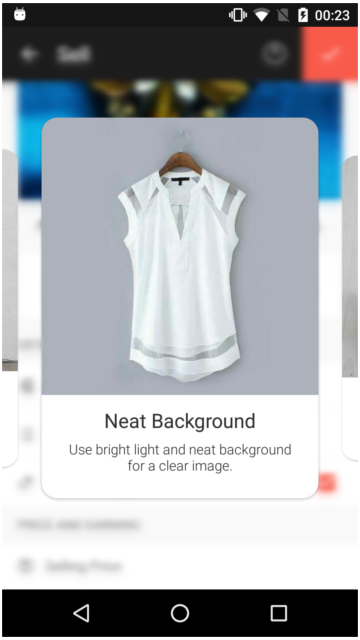 00:23
Sell
Neat Background
Use bright light and neat background
for a clear image.
PRICE AND EARNING
Selling Price